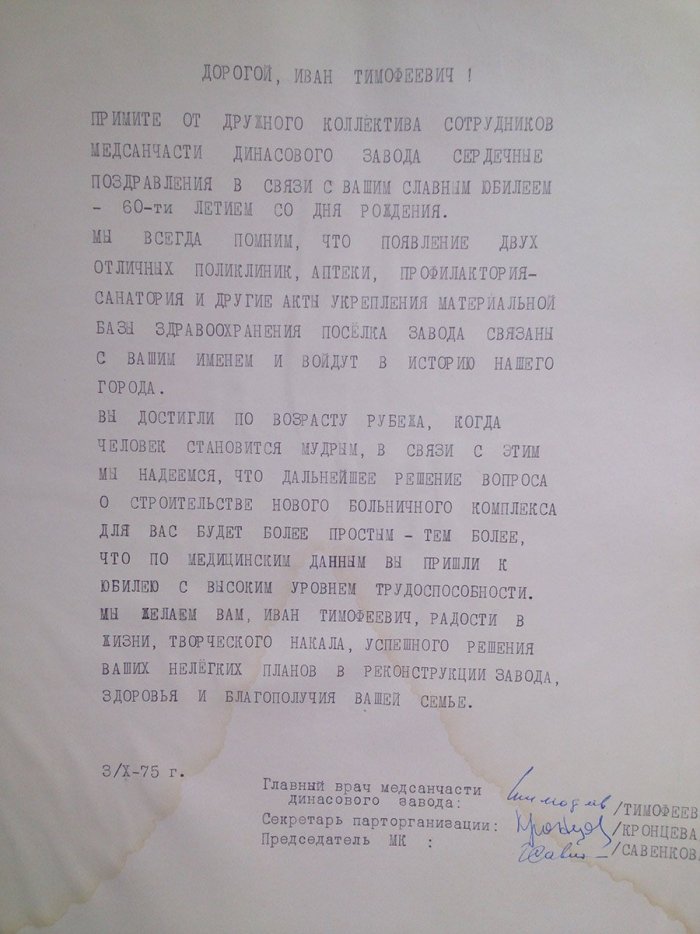 ДОРОГОЙ, ИВАН ТИМОФЕЕВИЧ !
ПРИМИТЕ ОТ ДРУЖНОГО КОЛЛЕКТИВА СОТРУДНИКОВ
МЕДСАНЧАСТИ ДИНАСОВОГО ЗАВОДА СЕРДЕЧНЫЕ
ПОЗДРАВЛЕНИЯ В СВЯЗИ С ВАШИМ СЛАВНЫМ ЮБИЛЕЕМ
- 60-ти ЛЕТИЕМ СО ДНЯ РОЖДЕНИЯ.
МЫ ВСЕГДА ПОМНИМ, ЧТО ПОЯВЛЕНИЕ ДВУХ
ОТЛИЧНЫХ ПОЛИКЛИНИК, АПТЕКИ, ПРОФИЛАКТОРИЯ-
САНАТОРИЯ И ДРУГИЕ АКТЫ УКРЕПЛЕНИЯ МАТЕРИАЛЬНОЙ
БАЗЫ ЗДРАВООХРАНЕНИЯ ПОСЁЛКА ЗАВОДА СВЯЗАНЫ
С ВАШИМ ИМЕНЕМ И ВОЙДУТ В ИСТОРИЮ НАШЕГО
ГОРОДА.
ВЫ ДОСТИГЛИ ПО ВОЗРАСТУ РУБЕЖА, КОГДА
ЧЕЛОВЕК СТАНОВИТСЯ МУДРЫМ, В СВЯЗИ С ЭТИМ
МЫ НАДЕЕМСЯ, ЧТО ДАЛЬНЕЙШЕЕ РЕШЕНИЕ ВОПРОСА
О СТРОИТЕЛЬСТВЕ НОВОГО БОЛЬНИЧНОГО КОМПЛЕКСА
ДЛЯ ВАС БУДЕТ БОЛЕЕ ПРОСТЫМ - ТЕМ БОЛЕЕ,
ЧТО ПО МЕДИЦИНСКИМ ДАННЫМ ВЫ ПРИШЛИ К
ЮБИЛЕЮ С ВЫСОКИМ УРОВНЕМ ТРУДОСПОСОБНОСТИ.
МЫ ЖЕЛАЕМ ВАМ, ИВАН ТИМОФЕЕВИЧ, РАДОСТИ В
ЖИЗНИ, ТВОРЧЕСКОГО НАКАЛА, УСПЕШНОГО РЕШЕНИЯ
ВАШИХ НЕЛЁГКИХ ПЛАНОВ В РЕКОНСТРУКЦИИ ЗАВОДА,
ЗДОРОВЬЯ И БЛАГОПОЛУЧИЯ ВАШЕЙ СЕМЬЕ.
3/X-75 г.
Главный врач медсанчасти
динасового завода: /ТИМОФЕЕВ
Секретарь парторганизации: /КРОНЦЕВА
Председатель МК : /САВЕНКОВ